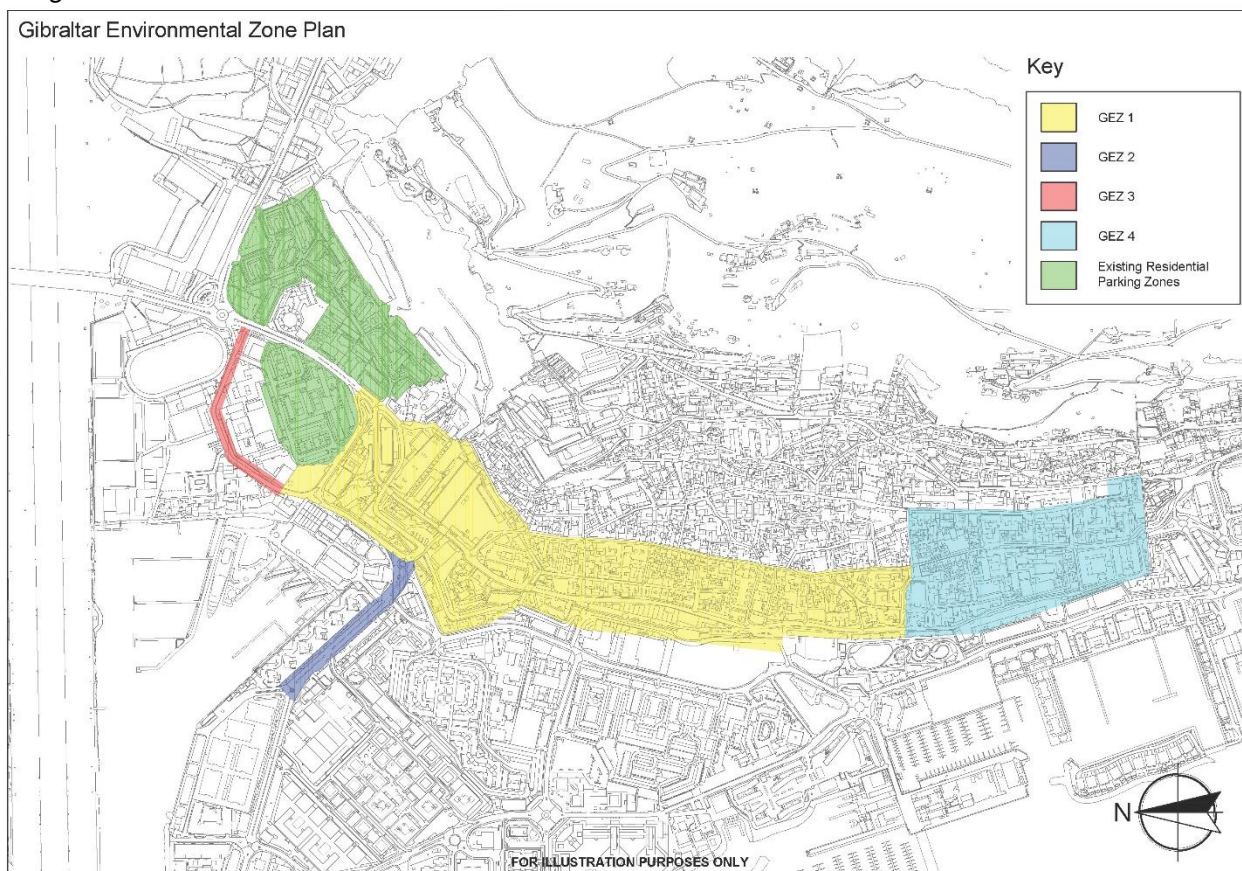 Gibraltar Environmental Zone Plan
Key
GEZ 1
GEZ 2
GEZ 3
GEZ 4
Existing Residential
Parking Zones
N
FOR ILLUSTRATION PURPOSES ONLY